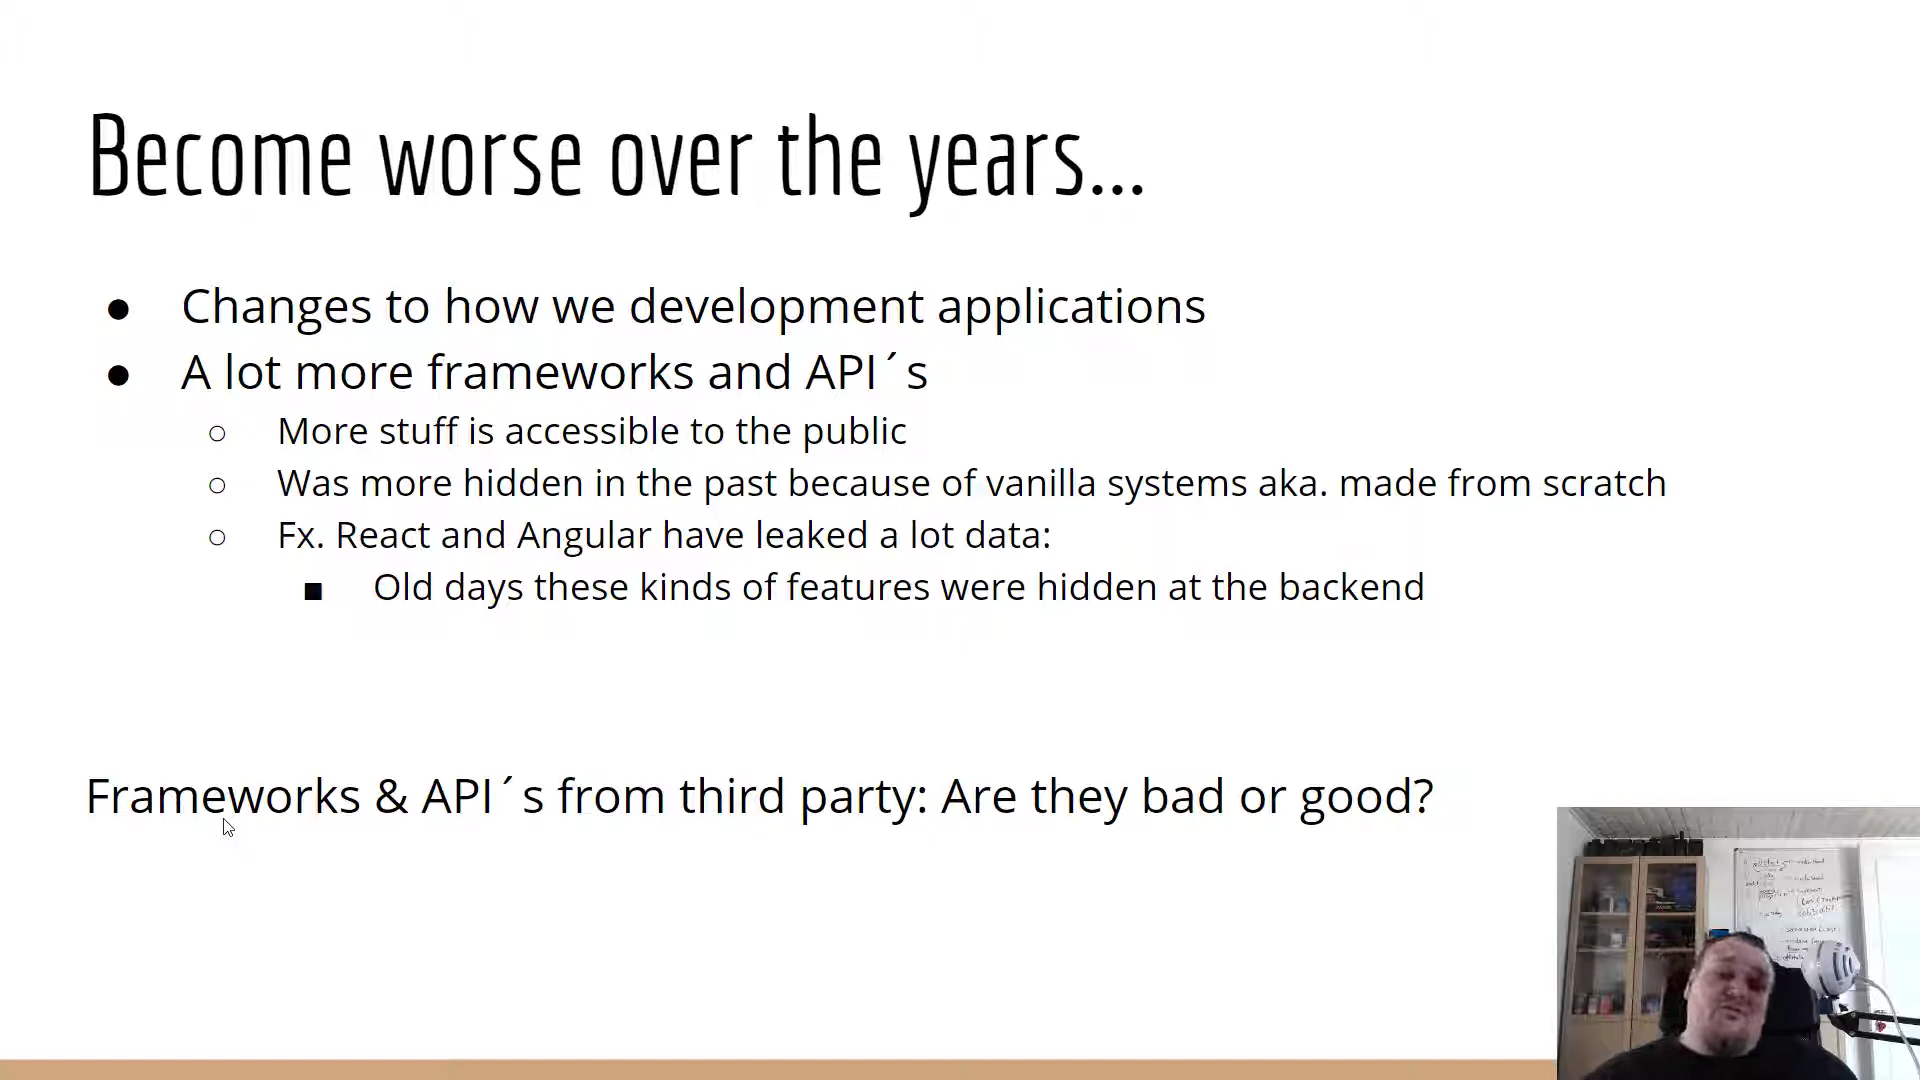 Become worse over the years...
● Changes to how we development applications
● A lot more frameworks and API´s
○ More stuff is accessible to the public
○ Was more hidden in the past because of vanilla systems aka. made from scratch
○ Fx. React and Angular have leaked a lot data:
■ Old days these kinds of features were hidden at the backend
Frameworks & API´s from third party: Are they bad or good?